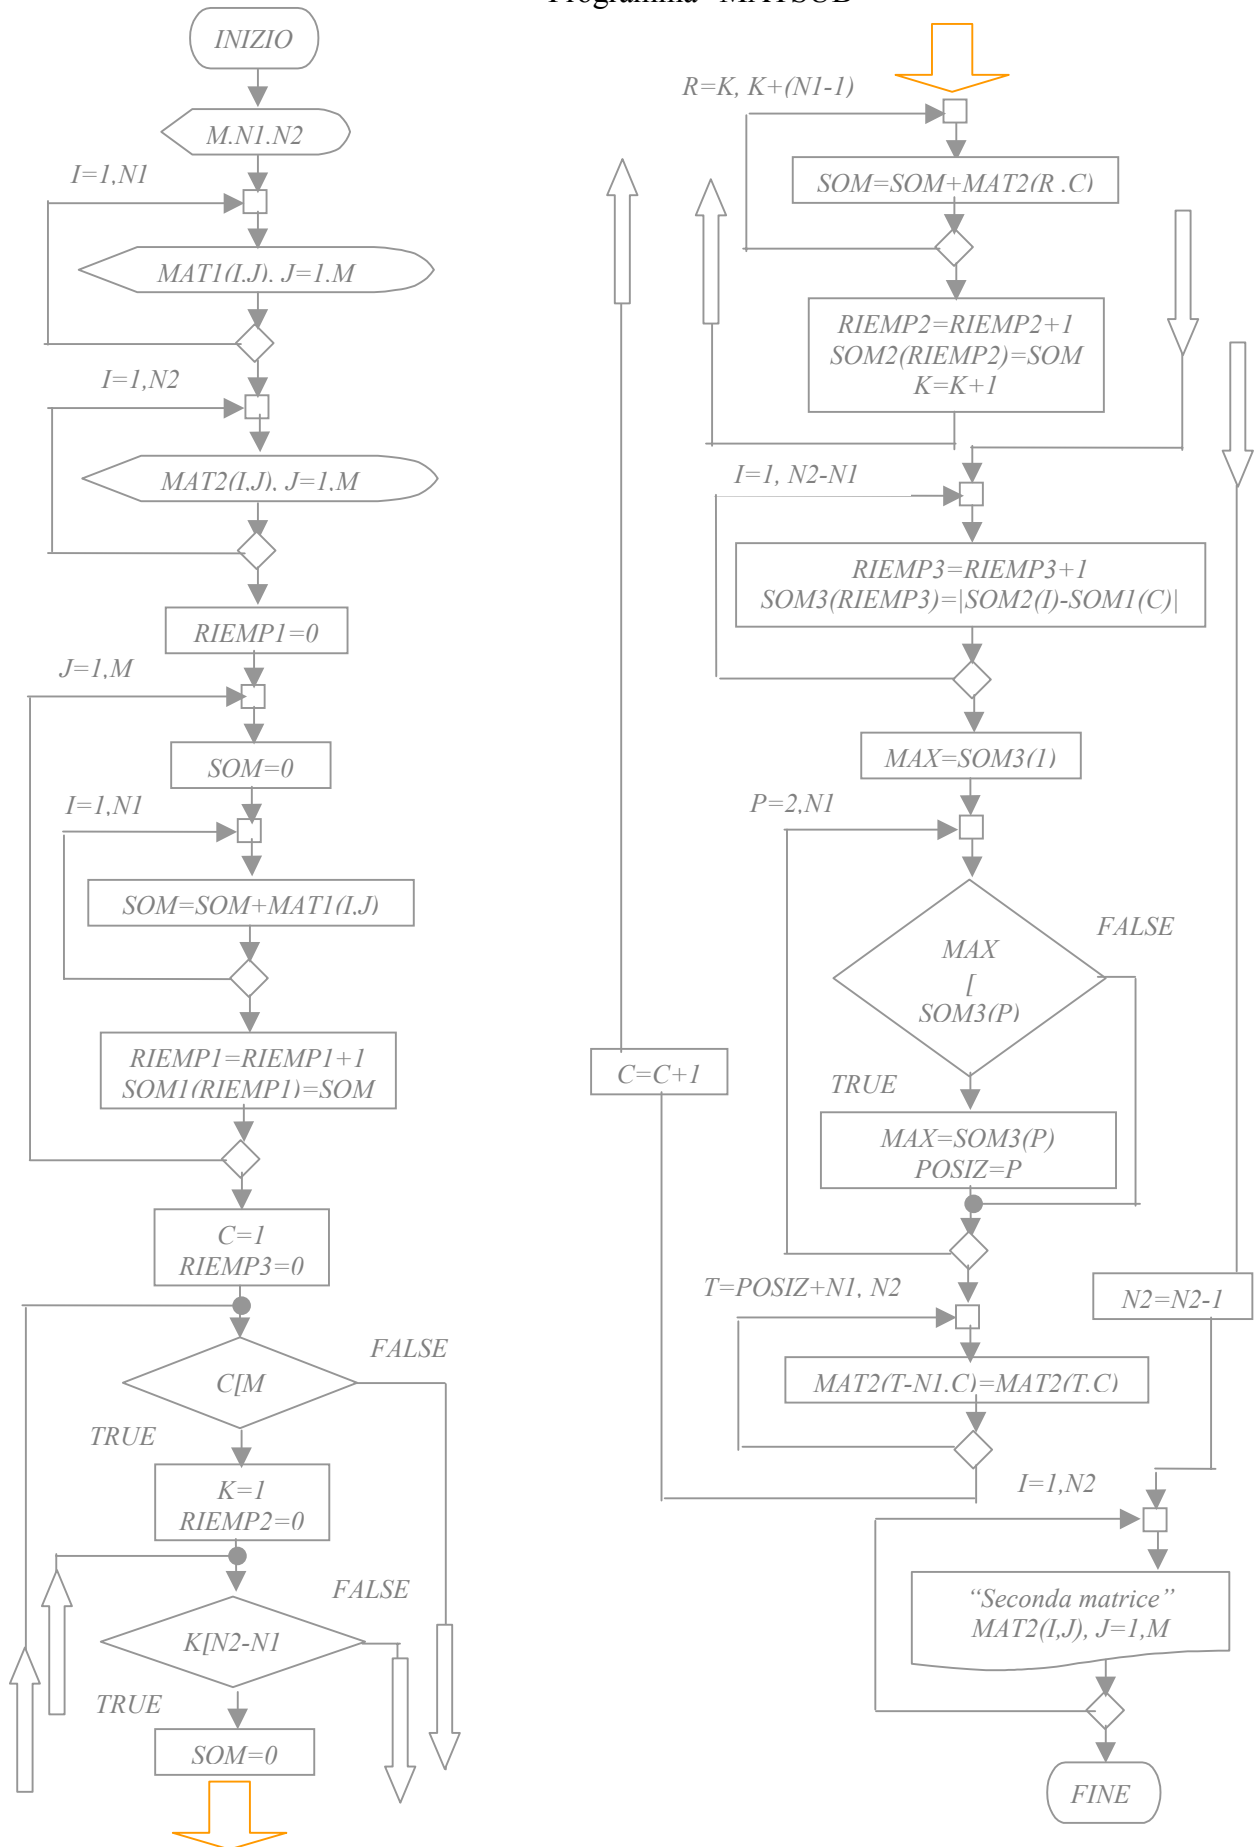 Programma "MATSUB"
INIZIO
M.N1.N2
I=1,N1
MAT1(I,J), J=1,M
I=1,N2
MAT2(I,J), J=1,M
RIEMP1=0
J=1,M
SOM=0
I=1,N1
SOM=SOM+MAT1(I,J)
RIEMP1=RIEMP1+1
SOM1(RIEMP1)=SOM
C=1
RIEMP3=0
C[M
FALSE
TRUE
K=1
RIEMP2=0
K[N2-N1
FALSE
TRUE
SOM=0
R=K, K+(N1-1)
SOM=SOM+MAT2(R ,C)
RIEMP2=RIEMP2+1
SOM2(RIEMP2)=SOM
K=K+1
I=1, N2-N1
RIEMP3=RIEMP3+1
SOM3(RIEMP3)=|SOM2(I)-SOM1(C)|
MAX=SOM3(1)
P=2,N1
MAX
[
SOM3(P)
FALSE
TRUE
MAX=SOM3(P)
POSIZ=P
C=C+1
T=POSIZ+N1, N2
MAT2(T-N1,C)=MAT2(T,C)
N2=N2-1
I=1,N2
“Seconda matrice”
MAT2(I,J), J=1,M
FINE